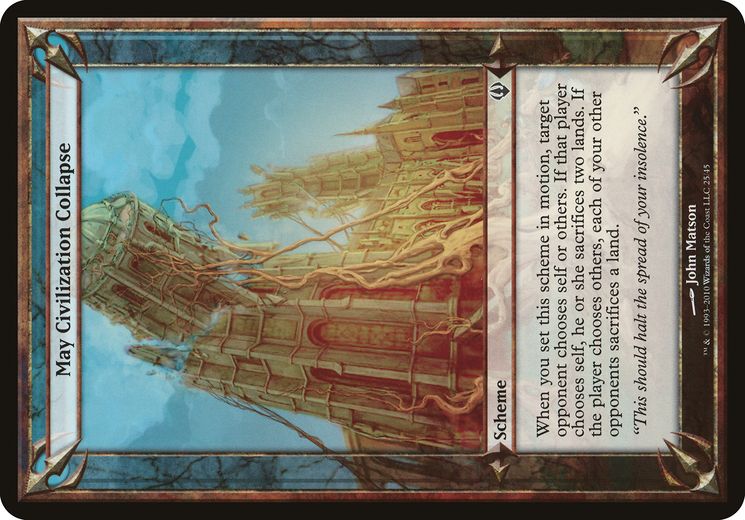 May Civilization Collapse
Scheme
When you set this scheme in motion, target
opponent chooses self or others. If that player
chooses self, he or she sacrifices two lands. If
the player chooses others, each of your other
opponents sacrifices a land.
“This should halt the spread of your insolence.”
John Matson
™ & © 1993–2010 Wizards of the Coast LLC 25/45